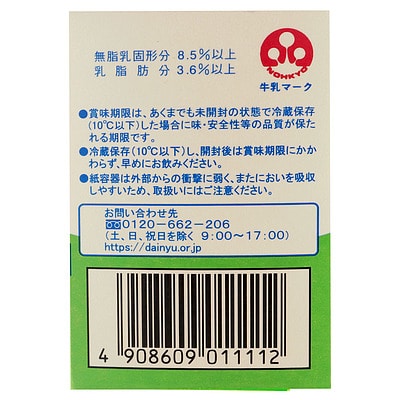 無脂乳固形分 8.5%以上
乳脂肪分 3.6%以上
NOHKYO
牛乳マーク
●賞味期限は、あくまでも未開封の状態で冷蔵保存
(10℃以下)した場合に味・安全性等の品質が保た
れる期限です。
●冷蔵保存(10℃以下)し、開封後は賞味期限にかか
わらず、早めにお飲みください。
●紙容器は外部からの衝撃に弱く、またにおいを吸収
しやすいため、取扱いにはご注意ください。
お問い合わせ先
0120-662-206
(土、日、祝日を除く 9:00~17:00)
https://dainyu.or.jp
4 908609 011112